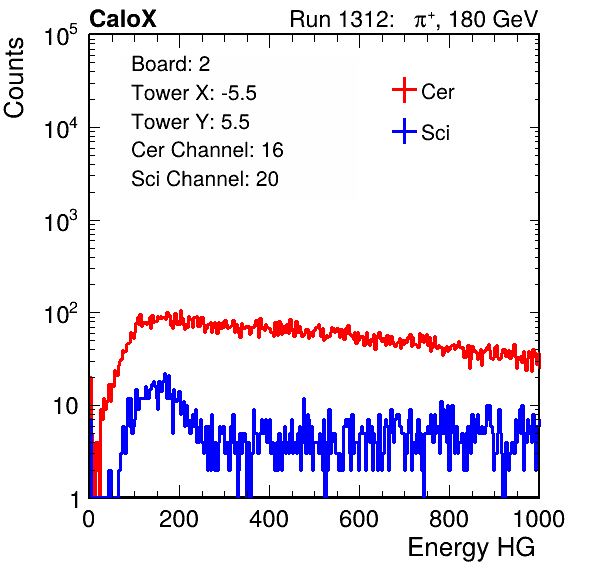 CaloX Run 1312: π⁺, 180 GeV
Counts
Board: 2
Tower X: -5.5
Tower Y: 5.5
Cer Channel: 16
Sci Channel: 20
Cer
Sci
10⁵
10⁴
10³
10²
10
1
0 200 400 600 800 1000
Energy HG